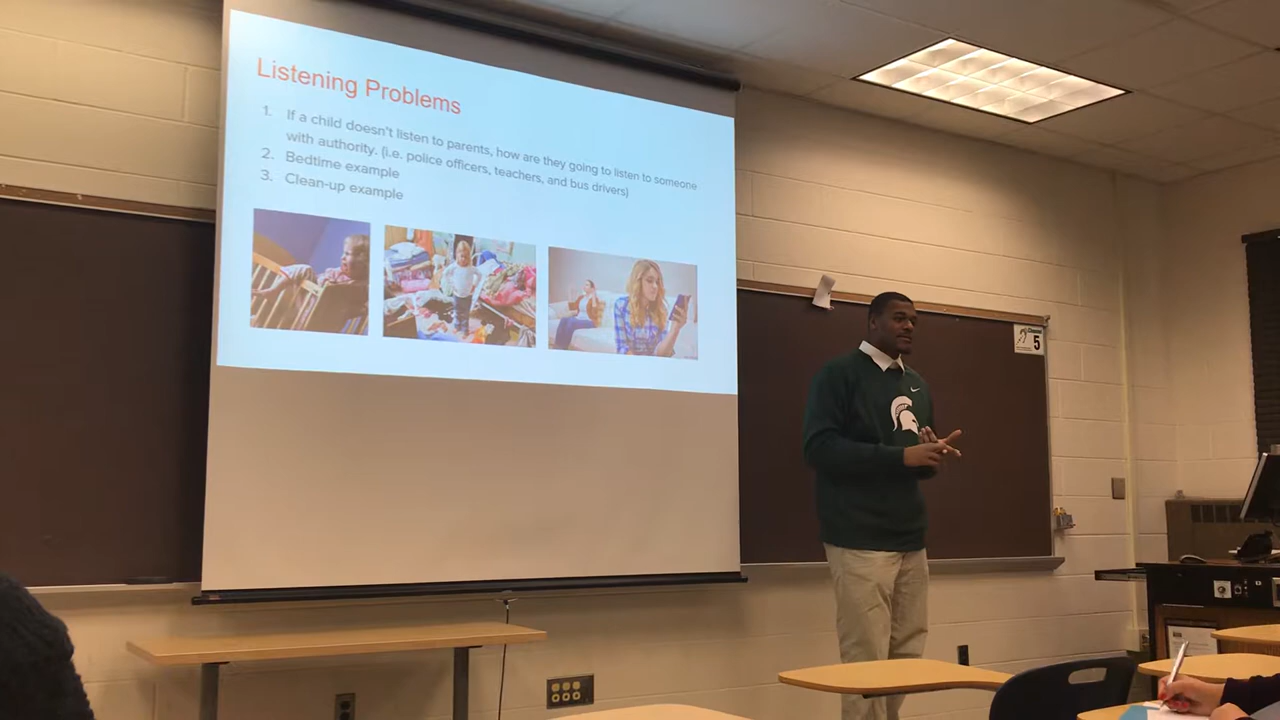 Listening Problems
1. If a child doesn't listen to parents, how are they going to listen to someone
with authority. (i.e. police officers, teachers, and bus drivers)
2. Bedtime example
3. Clean-up example
5